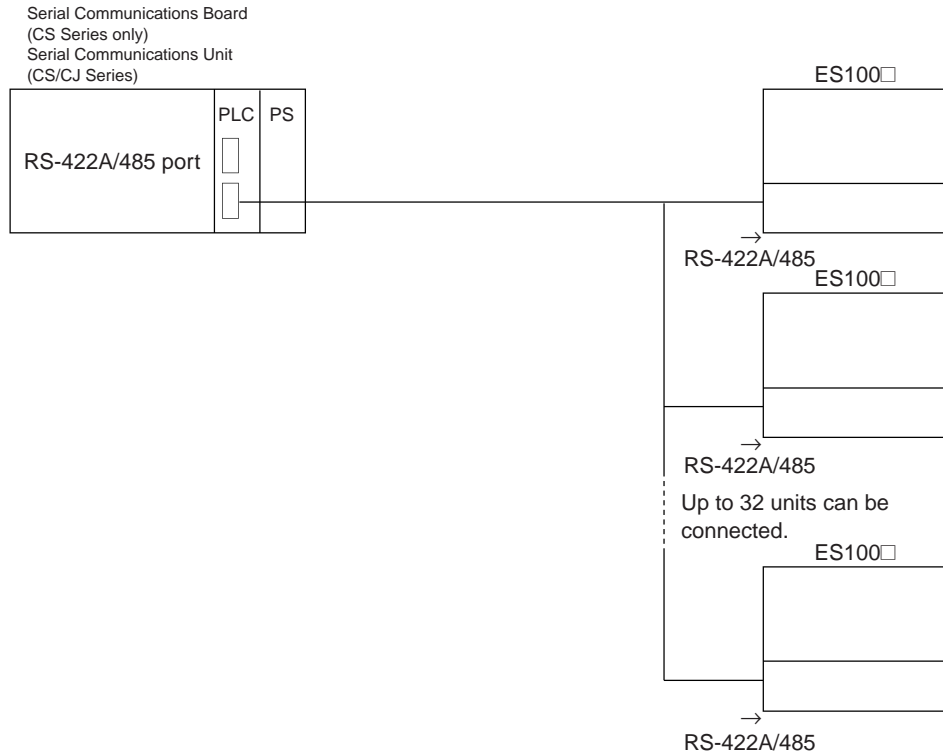 Serial Communications Board
(CS Series only)
Serial Communications Unit
(CS/CJ Series)
RS-422A/485 port
PLC
PS
ES100□
→
RS-422A/485
ES100□
→
RS-422A/485
Up to 32 units can be
connected.
ES100□
→
RS-422A/485